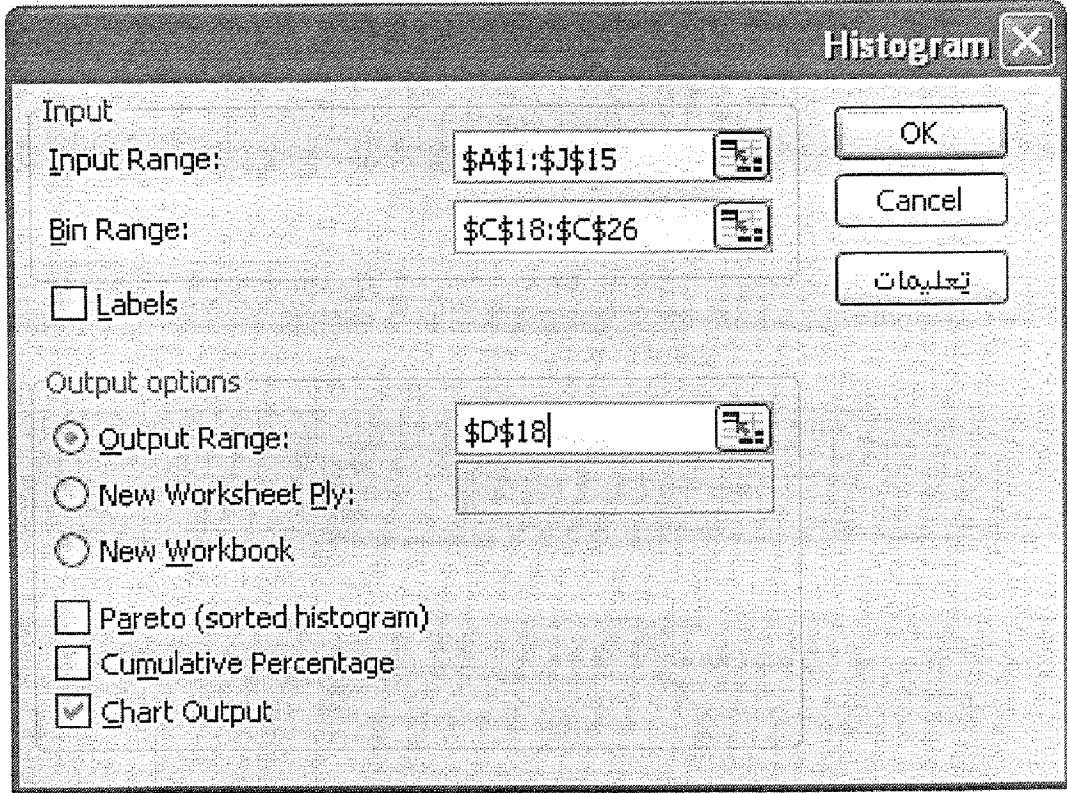 Histogram
Input
Input Range: $A$1:$J$15
Bin Range: $C$18:$C$26
Labels
OK
Cancel
تعليمات
Output options
Output Range: $D$18
New Worksheet Ply:
New Workbook
Pareto (sorted histogram)
Cumulative Percentage
Chart Output